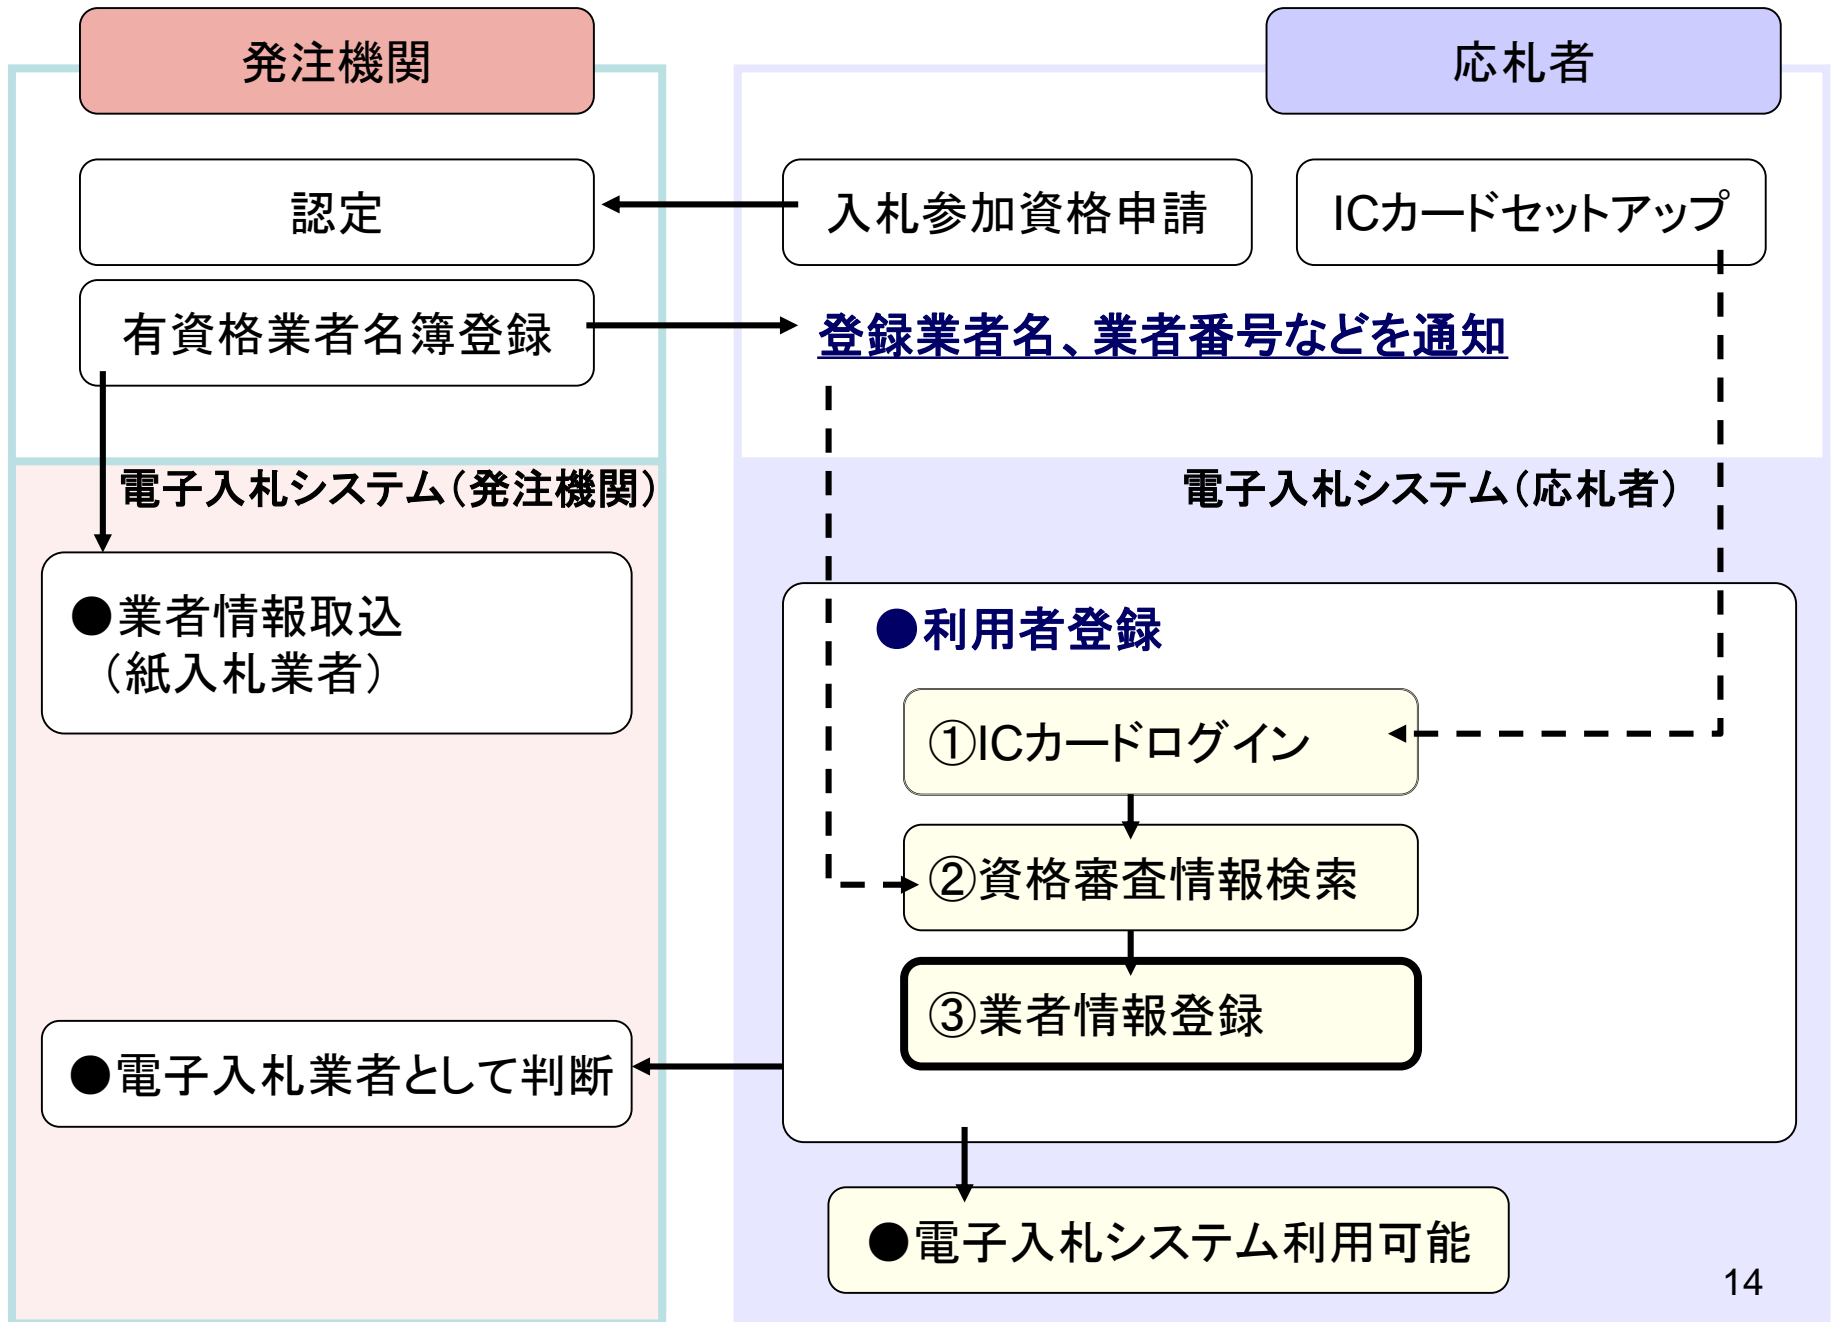 発注機関
応札者
認定
入札参加資格申請
ICカードセットアップ
有資格業者名簿登録
登録業者名、業者番号などを通知
電子入札システム（発注機関）
電子入札システム（応札者）
●業者情報取込
（紙入札業者）
●利用者登録
①ICカードログイン
②資格審査情報検索
③業者情報登録
●電子入札業者として判断
●電子入札システム利用可能
14